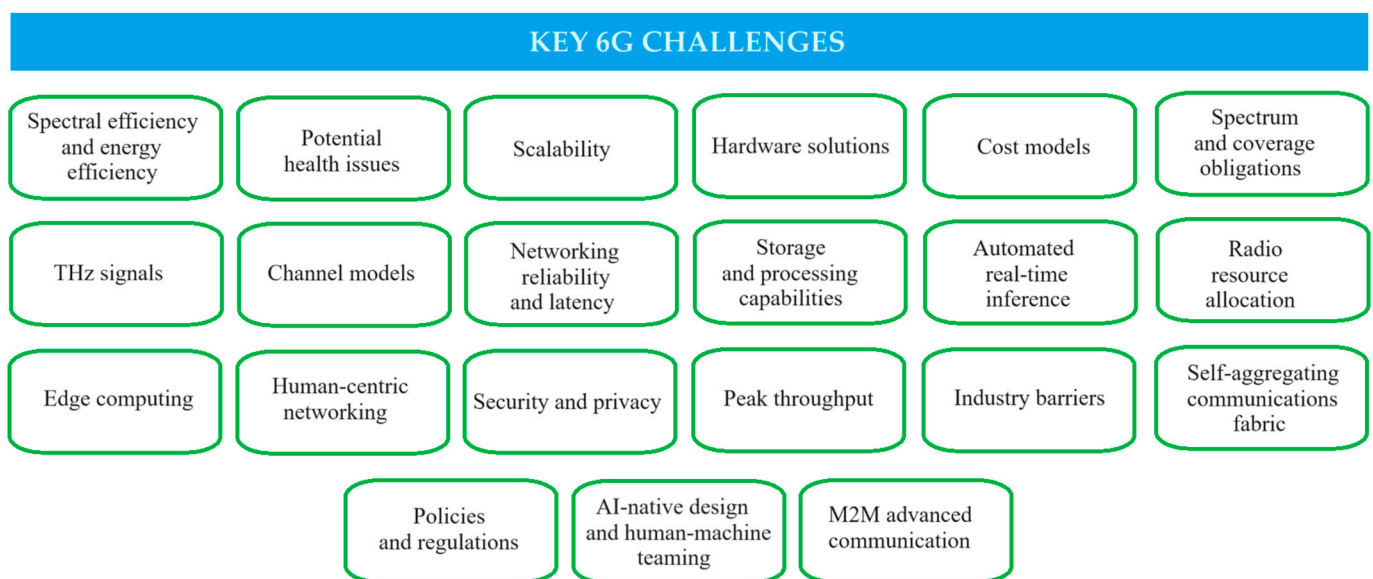 KEY 6G CHALLENGES
Spectral efficiency
and energy
efficiency
Potential
health issues
Scalability
Hardware solutions
Cost models
Spectrum
and coverage
obligations
THz signals
Channel models
Networking
reliability
and latency
Storage
and processing
capabilities
Automated
real-time
inference
Radio
resource
allocation
Edge computing
Human-centric
networking
Security and privacy
Peak throughput
Industry barriers
Self-aggregating
communications
fabric
Policies
and regulations
AI-native design
and human-machine
teaming
M2M advanced
communication